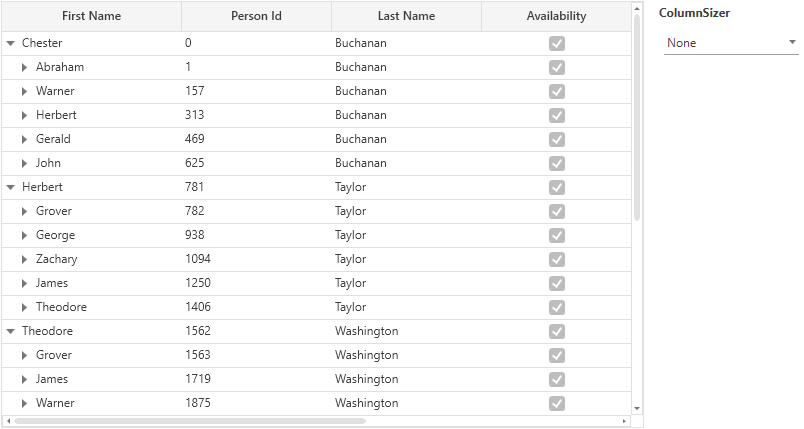 First Name Person Id Last Name Availability
ColumnSizer
None
Chester 0 Buchanan
Abraham 1 Buchanan
Warner 157 Buchanan
Herbert 313 Buchanan
Gerald 469 Buchanan
John 625 Buchanan
Herbert 781 Taylor
Grover 782 Taylor
George 938 Taylor
Zachary 1094 Taylor
James 1250 Taylor
Theodore 1406 Taylor
Theodore 1562 Washington
Grover 1563 Washington
James 1719 Washington
Warner 1875 Washington